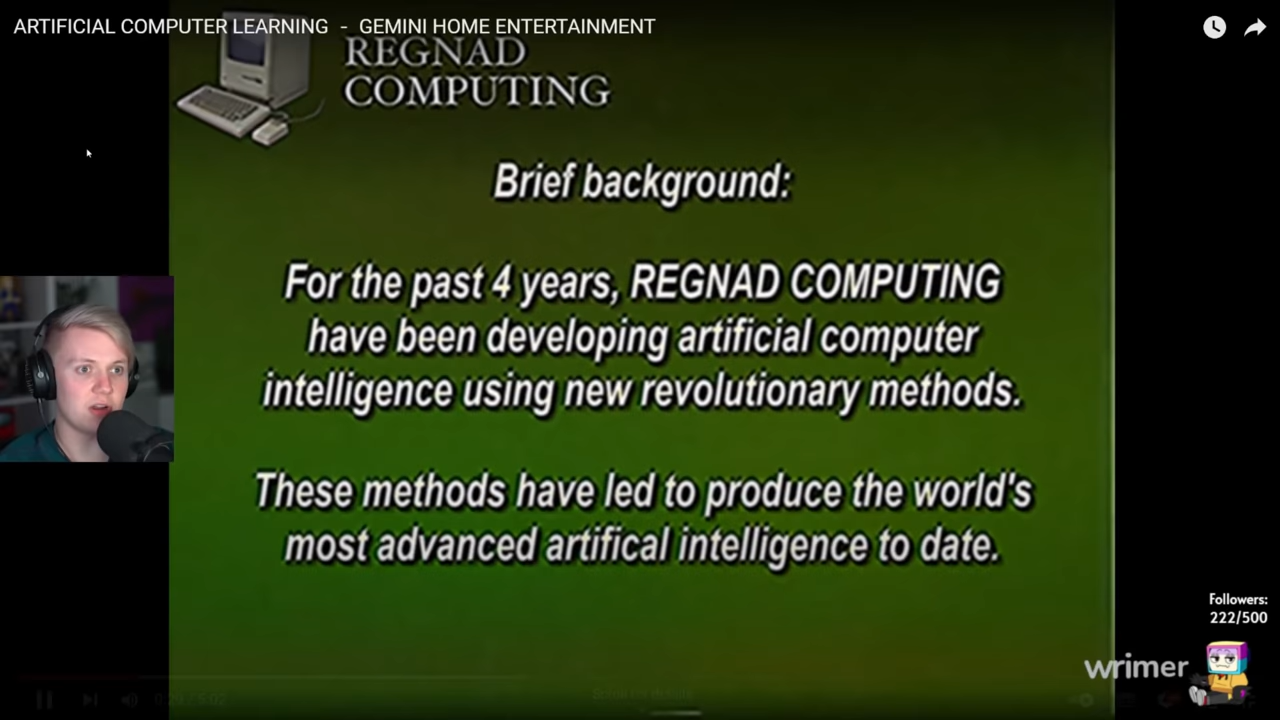 ARTIFICIAL COMPUTER LEARNING - GEMINI HOME ENTERTAINMENT
REGNAD
COMPUTING
Brief background:
For the past 4 years, REGNAD COMPUTING
have been developing artificial computer
intelligence using new revolutionary methods.
These methods have led to produce the world's
most advanced artifical intelligence to date.
Followers:
222/500
wrimer